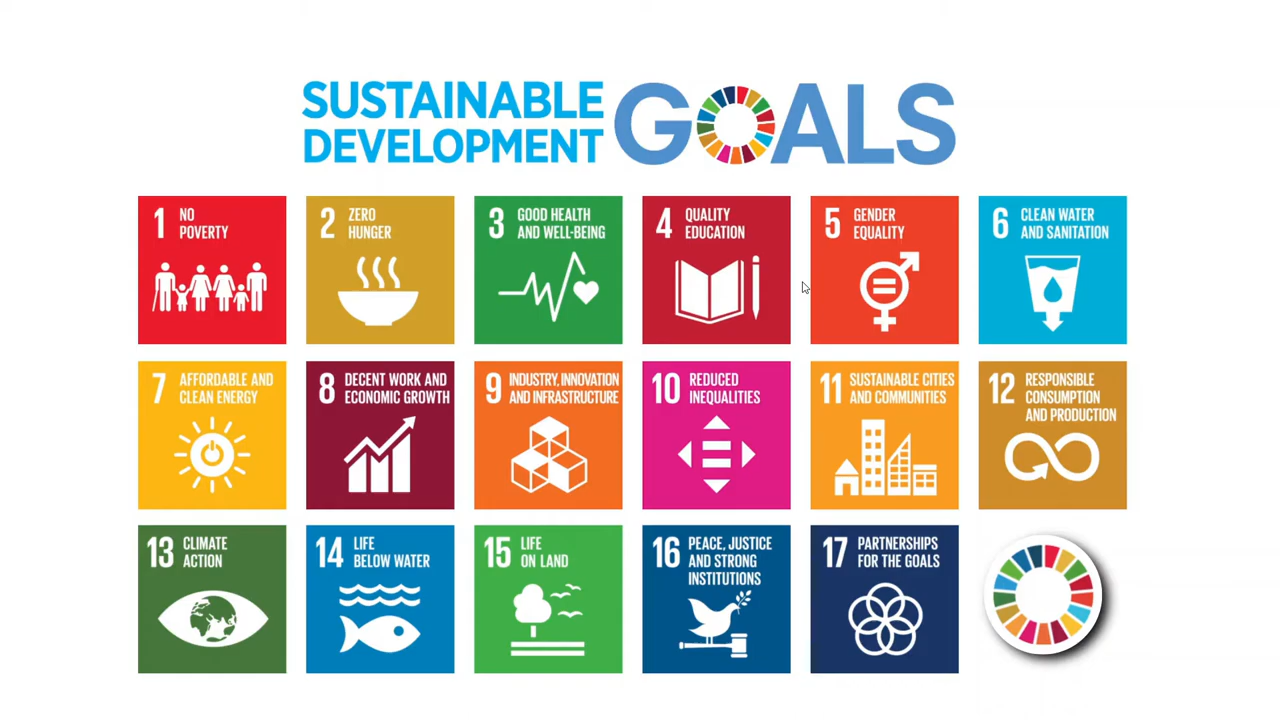 SUSTAINABLE
DEVELOPMENT
GOALS
1 NO
POVERTY
2 ZERO
HUNGER
3 GOOD HEALTH
AND WELL-BEING
4 QUALITY
EDUCATION
5 GENDER
EQUALITY
6 CLEAN WATER
AND SANITATION
7 AFFORDABLE AND
CLEAN ENERGY
8 DECENT WORK AND
ECONOMIC GROWTH
9 INDUSTRY, INNOVATION
AND INFRASTRUCTURE
10 REDUCED
INEQUALITIES
11 SUSTAINABLE CITIES
AND COMMUNITIES
12 RESPONSIBLE
CONSUMPTION
AND PRODUCTION
13 CLIMATE
ACTION
14 LIFE
BELOW WATER
15 LIFE
ON LAND
16 PEACE, JUSTICE
AND STRONG
INSTITUTIONS
17 PARTNERSHIPS
FOR THE GOALS